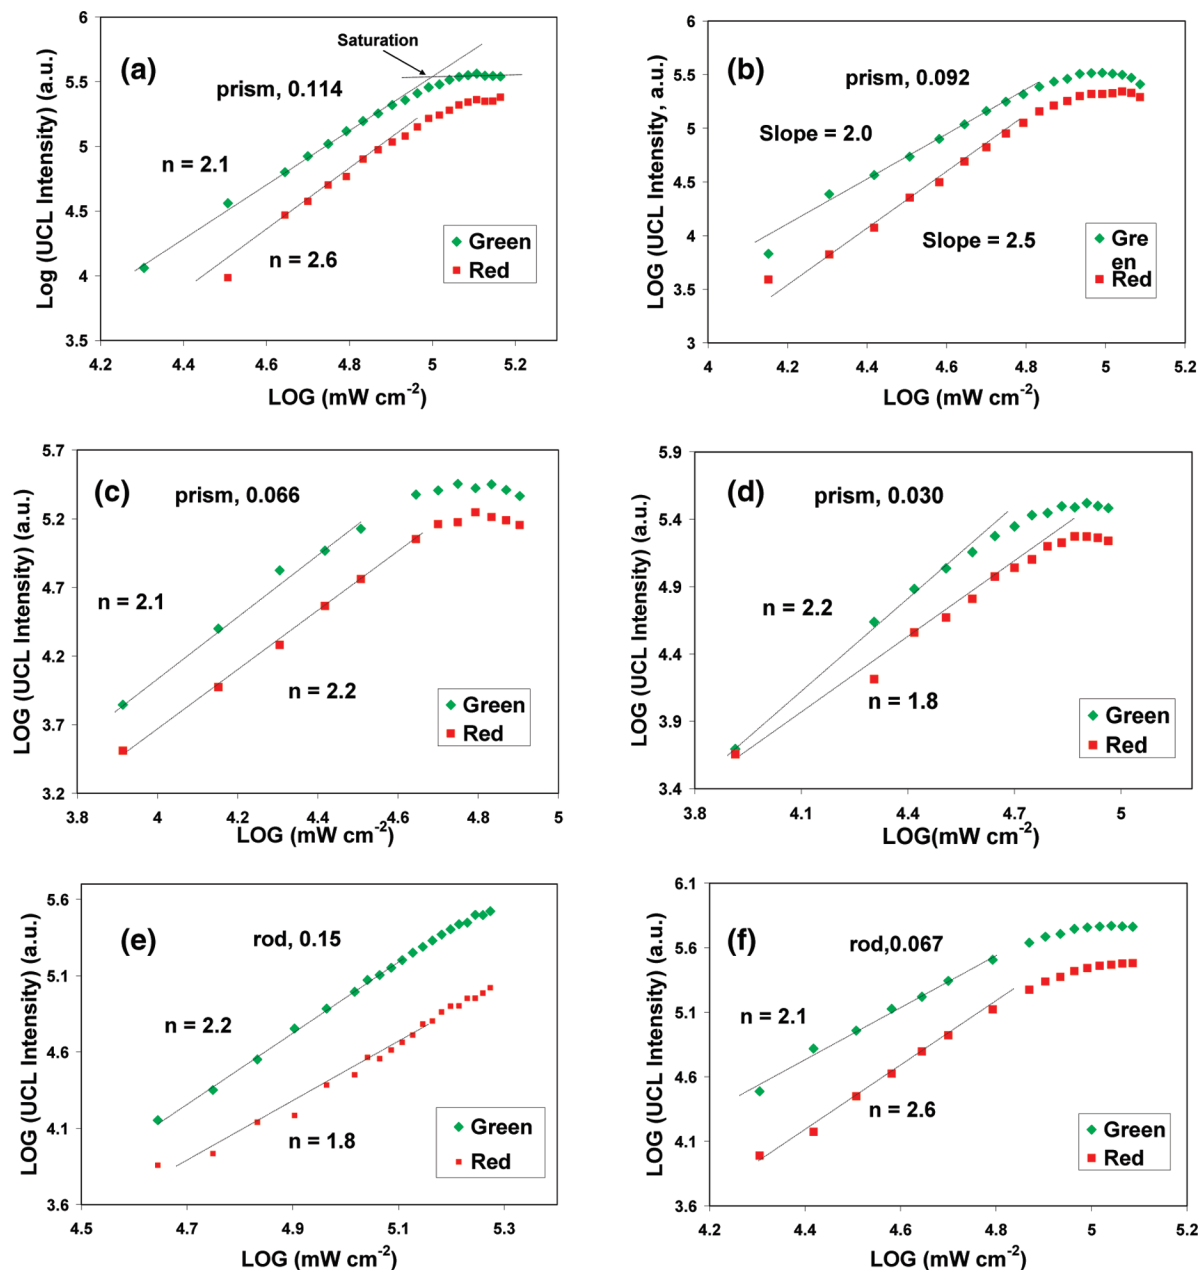 6
5.5
5
4.5
4
3.5
4.2
4.4
4.6
4.8
5
5.2
Log (UCL Intensity) (a.u.)
LOG (mW cm⁻²)
(a)
Saturation
prism, 0.114
n = 2.1
n = 2.6
Green
Red
6
5.5
5
4.5
4
3.5
3
4
4.2
4.4
4.6
4.8
5
5.2
LOG (UCL Intensity, a.u.)
LOG (mW cm⁻²)
(b)
prism, 0.092
Slope = 2.0
Slope = 2.5
Gre
en
Red
5.7
5.2
4.7
4.2
3.7
3.2
3.8
4
4.2
4.4
4.6
4.8
5
LOG (UCL Intensity) (a.u.)
LOG (mW cm⁻²)
(c)
prism, 0.066
n = 2.1
n = 2.2
Green
Red
5.9
5.4
4.9
4.4
3.9
3.4
3.8
4.1
4.4
4.7
5
LOG (UCL Intensity) (a.u.)
LOG(mW cm⁻²)
(d)
prism, 0.030
n = 2.2
n = 1.8
Green
Red
5.6
5.1
4.6
4.1
3.6
4.5
4.7
4.9
5.1
5.3
LOG (UCL Intensity) (a.u.)
LOG (mW cm⁻²)
(e)
rod, 0.15
n = 2.2
n = 1.8
Green
Red
6.1
5.6
5.1
4.6
4.1
3.6
4.2
4.4
4.6
4.8
5
5.2
LOG (UCL Intensity) (a.u.)
LOG (mW cm⁻²)
(f)
rod,0.067
n = 2.1
n = 2.6
Green
Red